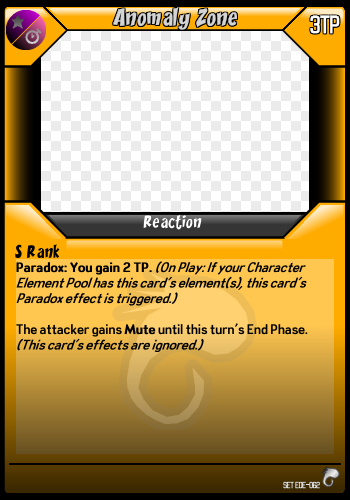 Anomaly Zone
3TP
Reaction
S Rank
Paradox: You gain 2 TP. (On Play: If your Character
Element Pool has this card's element(s), this card's
Paradox effect is triggered.)
The attacker gains Mute until this turn's End Phase.
(This card's effects are ignored.)
SET EDE-062